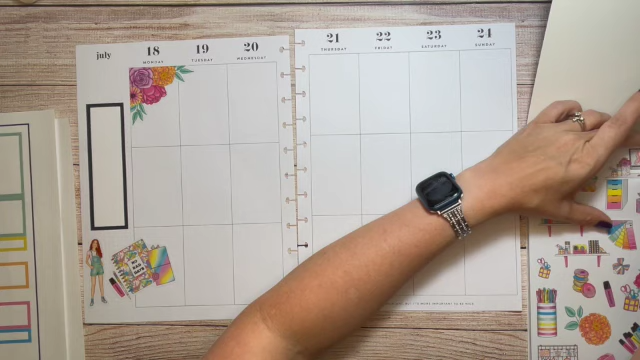 july
18 19 20
MONDAY TUESDAY WEDNESDAY
21 22 23 24
THURSDAY FRIDAY SATURDAY SUNDAY